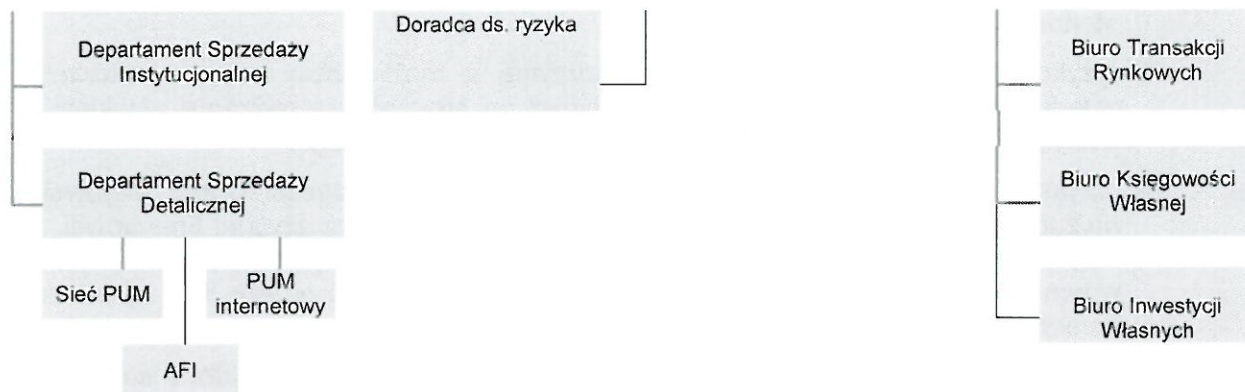 Departament Sprzedaży
Instytucjonalnej
Doradca ds. ryzyka
Biuro Transakcji
Rynkowych
Departament Sprzedaży
Detalicznej
Biuro Księgowości
Własnej
Sieć PUM
PUM
internetowy
Biuro Inwestycji
Własnych
AFI